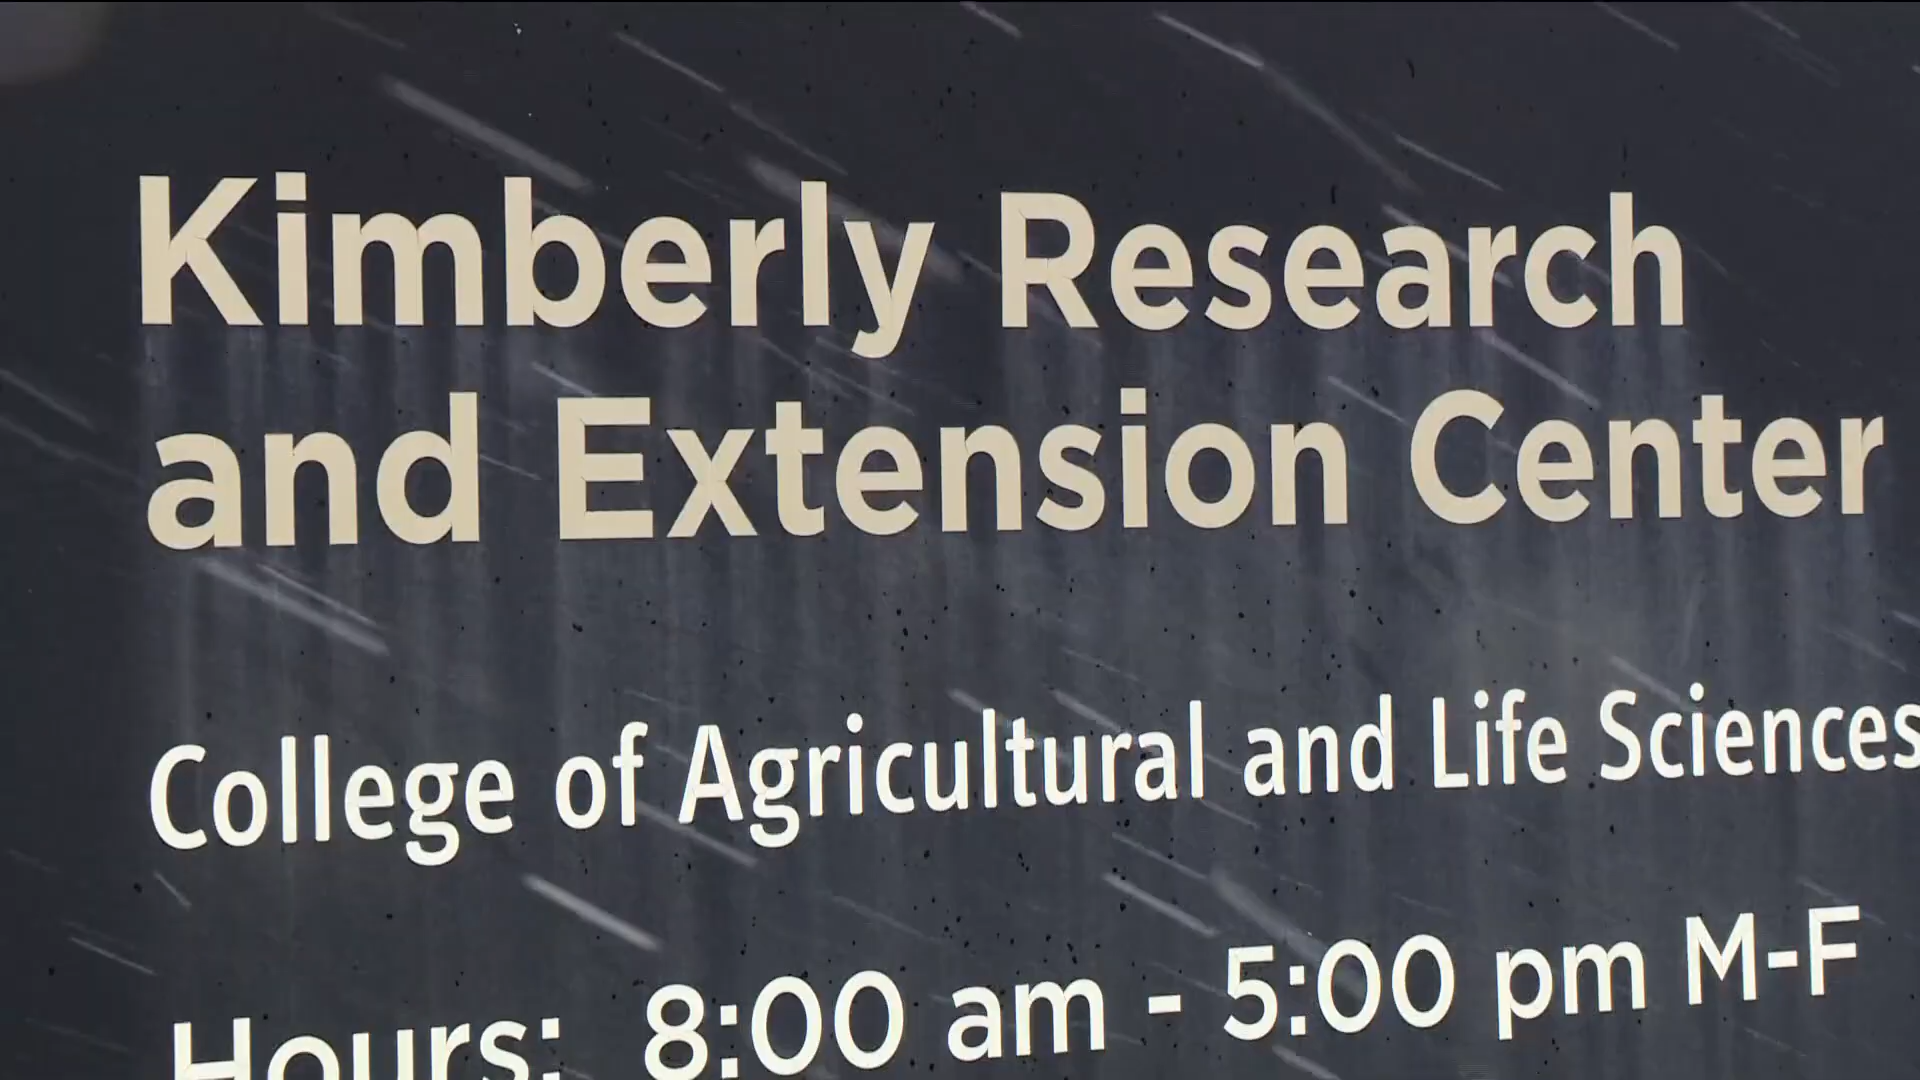 Kimberly Research
and Extension Center
College of Agricultural and Life Sciences
Hours: 8:00 am - 5:00 pm M-F